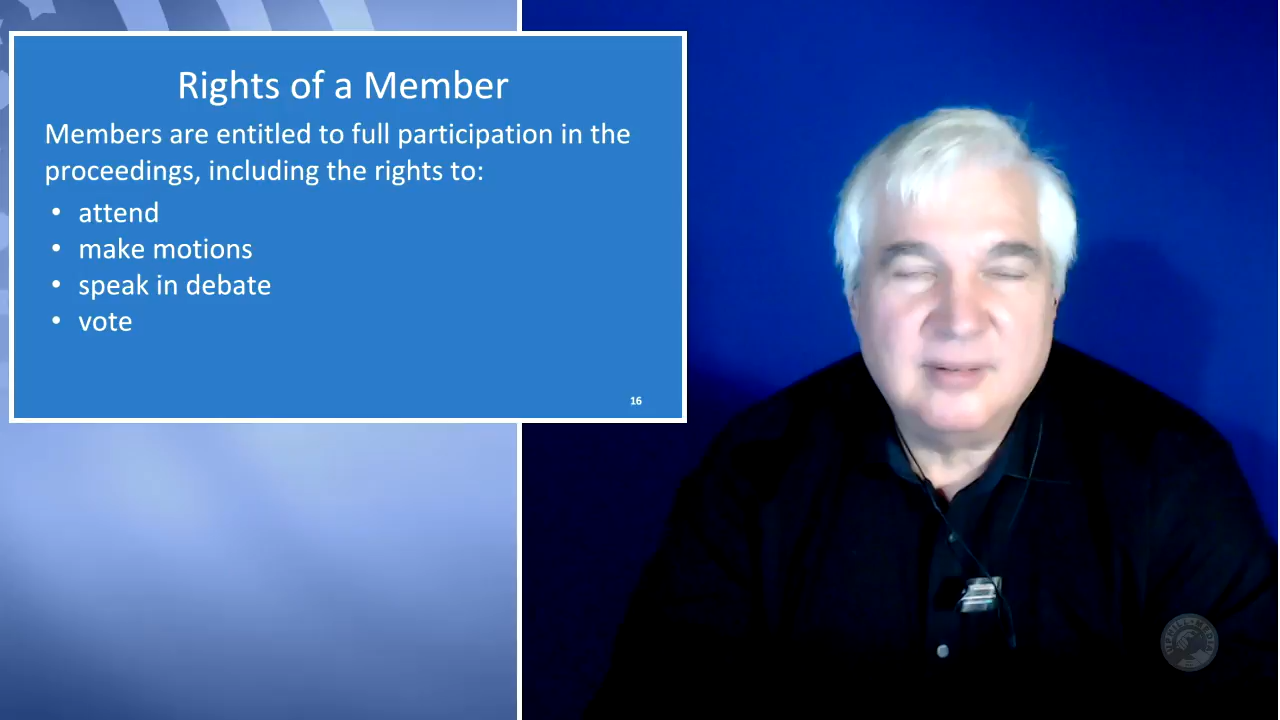 Rights of a Member
Members are entitled to full participation in the
proceedings, including the rights to:
• attend
• make motions
• speak in debate
• vote
16